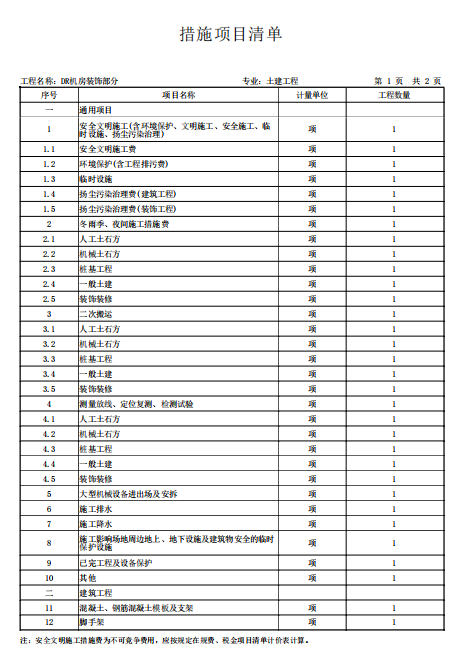 措施项目清单
工程名称：DR机房装饰部分 专业：土建工程 第 1 页 共 2 页
序号 项目名称 计量单位 工程数量
一 通用项目
1 安全文明施工(含环境保护、文明施工、安全施工、临时设施、扬尘污染治理) 项 1
1.1 安全文明施工费 项 1
1.2 环境保护(含工程排污费) 项 1
1.3 临时设施 项 1
1.4 扬尘污染治理费(建筑工程) 项 1
1.5 扬尘污染治理费(装饰工程) 项 1
2 冬雨季、夜间施工措施费 项 1
2.1 人工土石方 项 1
2.2 机械土石方 项 1
2.3 桩基工程 项 1
2.4 一般土建 项 1
2.5 装饰装修 项 1
3 二次搬运 项 1
3.1 人工土石方 项 1
3.2 机械土石方 项 1
3.3 桩基工程 项 1
3.4 一般土建 项 1
3.5 装饰装修 项 1
4 测量放线、定位复测、检测试验 项 1
4.1 人工土石方 项 1
4.2 机械土石方 项 1
4.3 桩基工程 项 1
4.4 一般土建 项 1
4.5 装饰装修 项 1
5 大型机械设备进出场及安拆 项 1
6 施工排水 项 1
7 施工降水 项 1
8 施工影响场地周边地上、地下设施及建筑物安全的临时保护设施 项 1
9 已完工程及设备保护 项 1
10 其他 项 1
二 建筑工程
11 混凝土、钢筋混凝土模板及支架 项 1
12 脚手架 项 1
注：安全文明施工措施费为不可竞争费用，应按规定在规费、税金项目清单计价表计算。